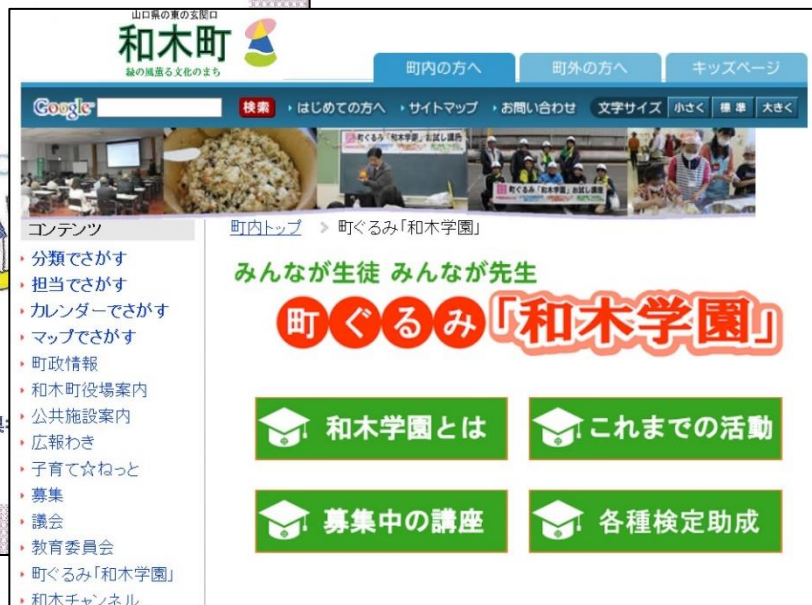 山口県の東の玄関口
和木町
緑の風薫る文化のまち
町内の方へ
町外の方へ
キッズページ
Google 検索 はじめての方へ サイトマップ お問い合わせ 文字サイズ 小さく 標準 大きく
町ぐるみ「和木学園」お試し講座
町ぐるみ「和木学園」お試し講座
コンテンツ
分類でさがす
担当でさがす
カレンダーでさがす
マップでさがす
町政情報
和木町役場案内
公共施設案内
広報わき
子育て☆ねっと
募集
議会
教育委員会
町ぐるみ「和木学園」
和木チャンネル
町内トップ > 町ぐるみ「和木学園」
みんなが生徒 みんなが先生
町ぐるみ「和木学園」
和木学園とは
これまでの活動
募集中の講座
各種検定助成